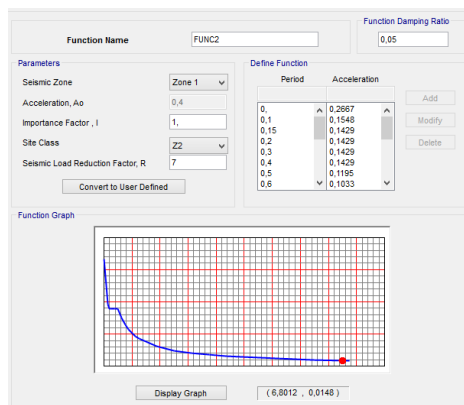 Function Damping Ratio
Function Name FUNC2 0,05
Parameters Define Function
Seismic Zone Zone 1 Period Acceleration
Acceleration, Ao 0,4
Importance Factor , I 1,
Site Class Z2
Seismic Load Reduction Factor, R 7
Convert to User Defined
0, 0,2667
0,1 0,1548
0,15 0,1429
0,2 0,1429
0,3 0,1429
0,4 0,1429
0,5 0,1195
0,6 0,1033
Add
Modify
Delete
Function Graph
Display Graph (6,8012 , 0,0148 )